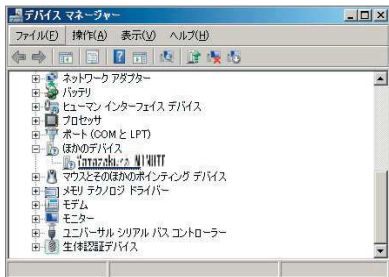 デバイス マネージャー
ファイル(F) 操作(A) 表示(V) ヘルプ(H)
ネットワーク アダプター
バッテリ
ヒューマン インターフェイス デバイス
プロセッサ
ポート (COM と LPT)
ほかのデバイス
マウスとそのほかのポインティング デバイス
メモリ テクノロジ ドライバー
モデム
モニター
ユニバーサル シリアル バス コントローラー
生体認証デバイス